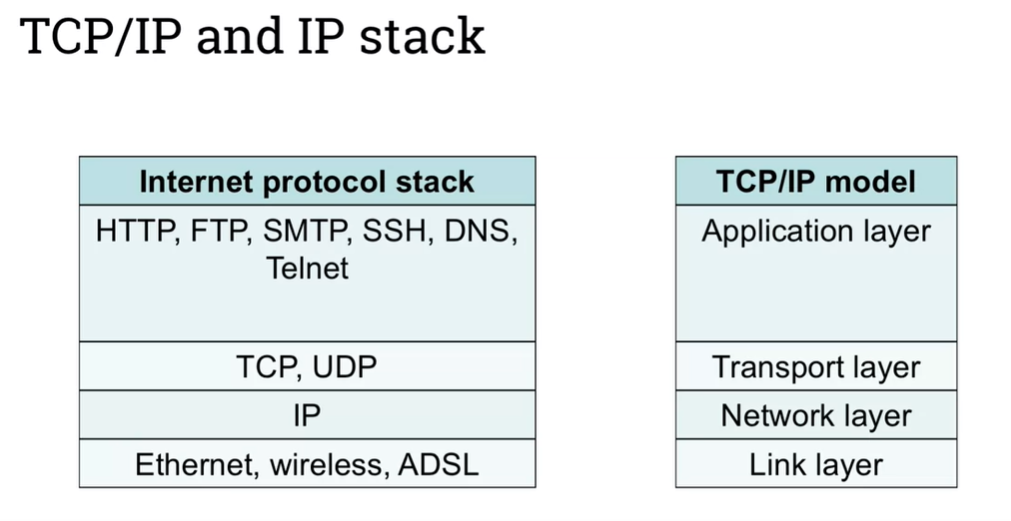 TCP/IP and IP stack
Internet protocol stack
HTTP, FTP, SMTP, SSH, DNS,
Telnet
TCP, UDP
IP
Ethernet, wireless, ADSL
TCP/IP model
Application layer
Transport layer
Network layer
Link layer